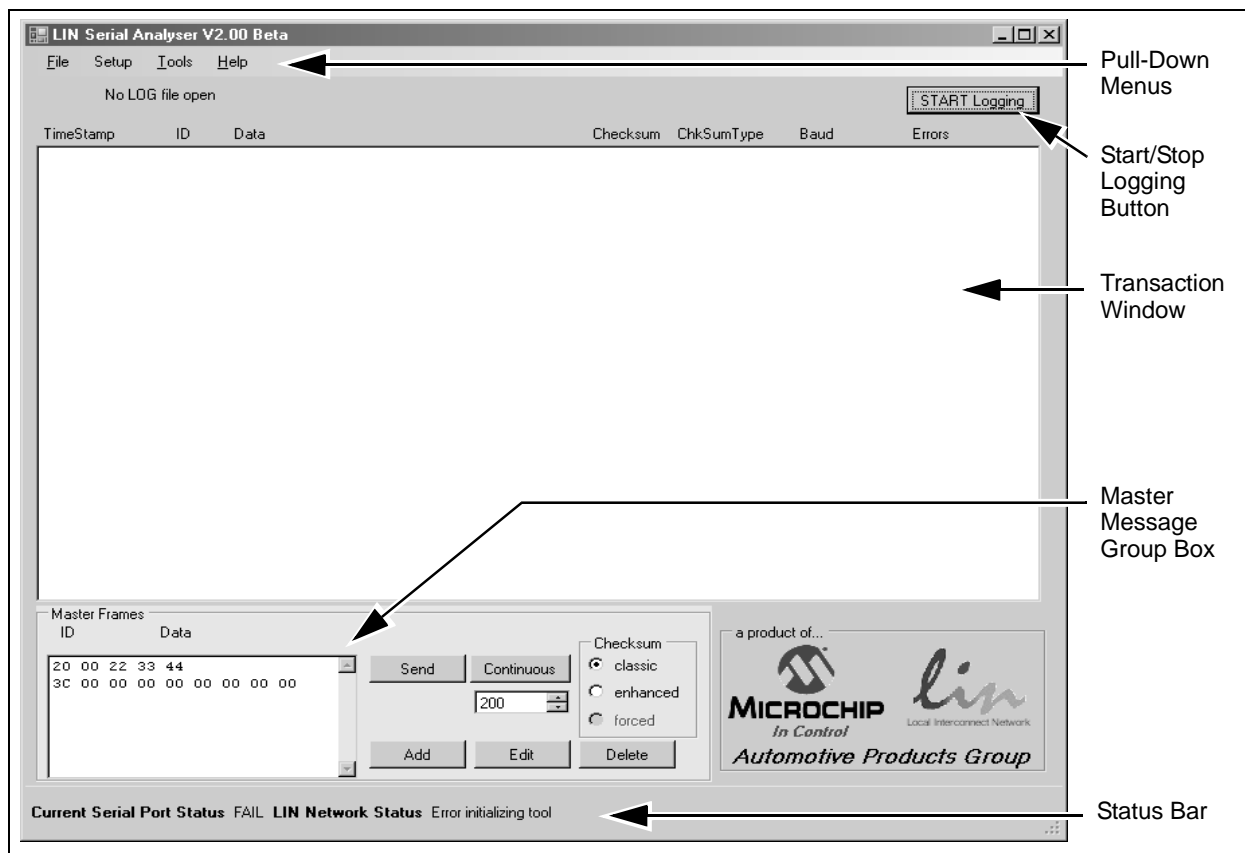 LIN Serial Analyser V2.00 Beta
File Setup Tools Help
Pull-Down
Menus
No LOG file open
START Logging
TimeStamp ID Data Checksum ChkSumType Baud Errors
Start/Stop
Logging
Button
Transaction
Window
Master
Message
Group Box
Master Frames
ID Data
20 00 22 33 44
3C 00 00 00 00 00 00 00 00
Send Continuous
200
Add Edit Delete
Checksum
classic
enhanced
forced
a product of...
MICROCHIP
In Control
lin
Local Interconnect Network
Automotive Products Group
Current Serial Port Status FAIL LIN Network Status Error initializing tool
Status Bar